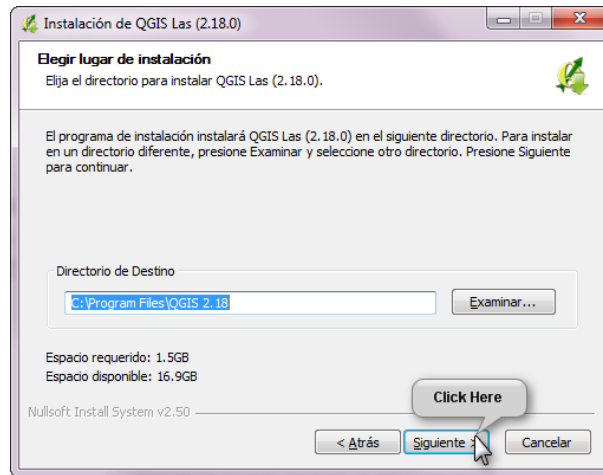 Instalación de QGIS Las (2.18.0)
Elegir lugar de instalación
Elija el directorio para instalar QGIS Las (2.18.0).
El programa de instalación instalará QGIS Las (2.18.0) en el siguiente directorio. Para instalar
en un directorio diferente, presione Examinar y seleccione otro directorio. Presione Siguiente
para continuar.
Directorio de Destino
C:\Program Files\QGIS 2.18
Examinar...
Espacio requerido: 1.5GB
Espacio disponible: 16.9GB
Click Here
Nullsoft Install System v2.50
< Atrás
Siguiente >
Cancelar